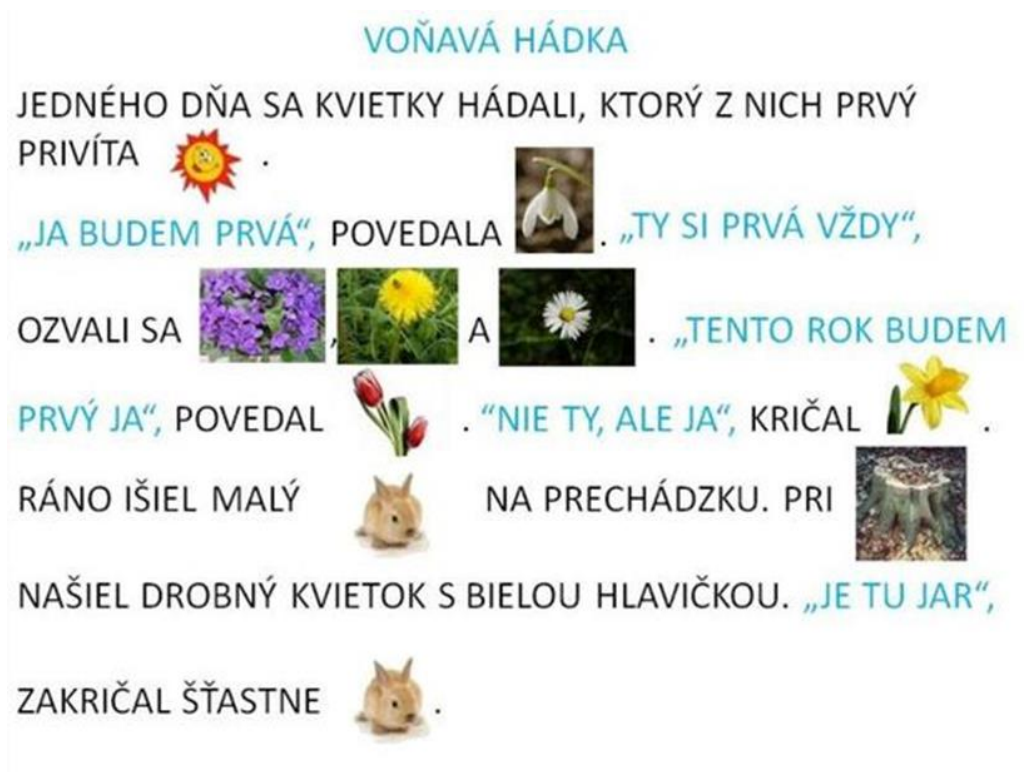 VOŇAVÁ HÁDKA
JEDNÉHO DŇA SA KVIETKY HÁDALI, KTORÝ Z NICH PRVÝ
PRIVÍTA .
„JA BUDEM PRVÁ“, POVEDALA . „TY SI PRVÁ VŽDY“,
OZVALI SA , A . „TENTO ROK BUDEM
PRVÝ JA“, POVEDAL . “NIE TY, ALE JA“, KRIČAL .
RÁNO IŠIEL MALÝ NA PRECHÁDZKU. PRI
NAŠIEL DROBNÝ KVIETOK S BIELOU HLAVIČKOU. „JE TU JAR“,
ZAKRIČAL ŠŤASTNE .